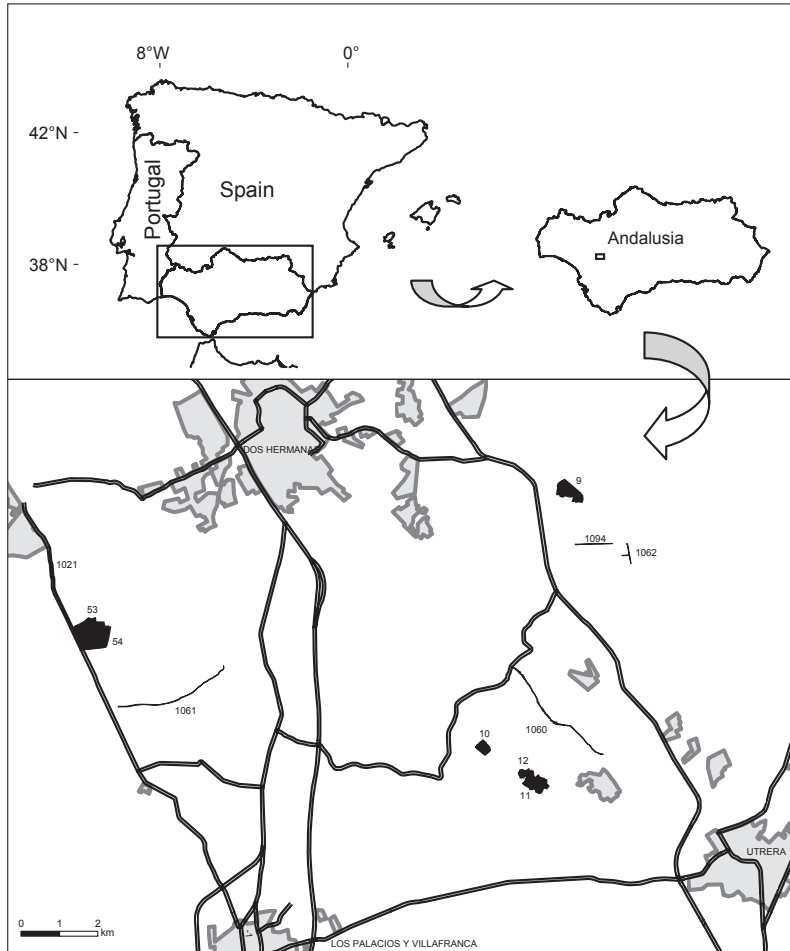 8°W
0°
42°N
Portugal
Spain
Andalusia
38°N
DOS HERMANAS
9
1094
1062
1021
53
54
1061
1060
10
12
11
UTRERA
0 1 2
km
LOS PALACIOS Y VILLAFRANCA